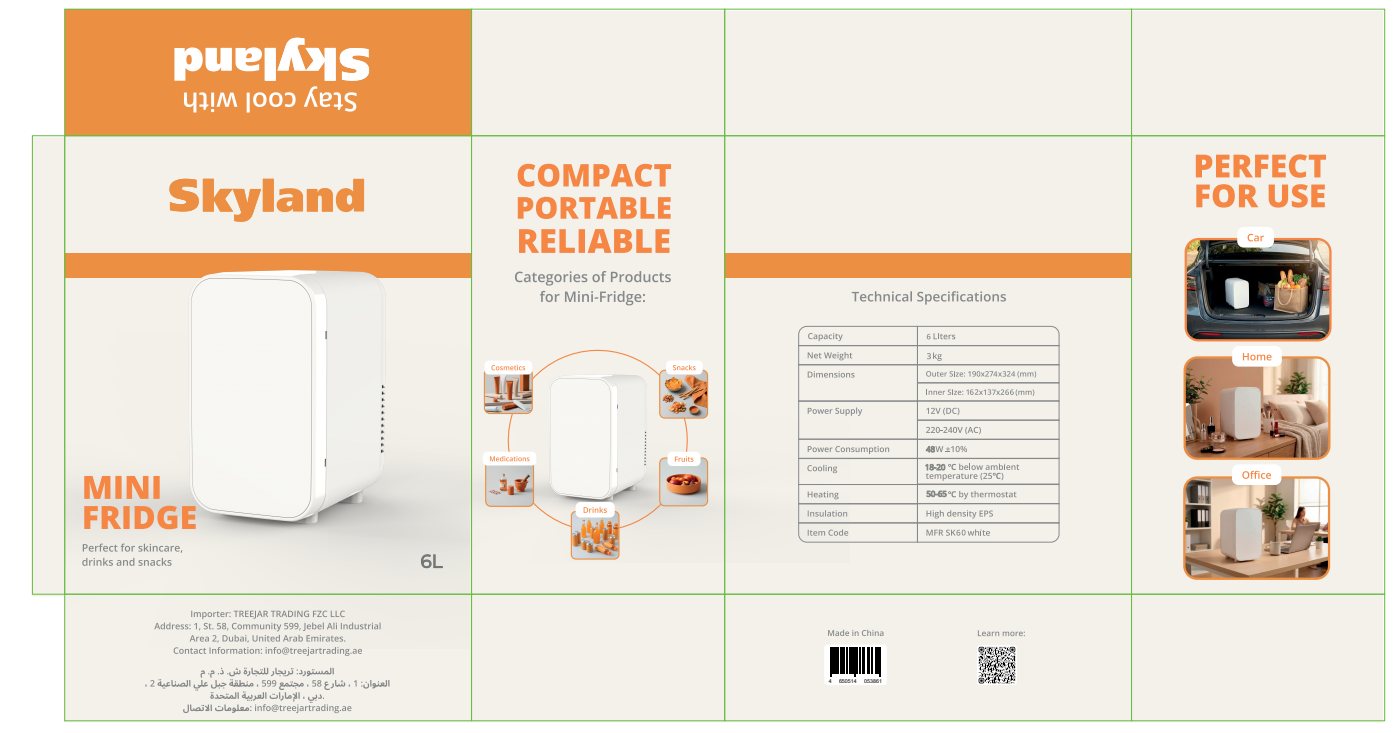 Stay cool with
Skyland
Skyland
MINI
FRIDGE
Perfect for skincare,
drinks and snacks
6L
Importer: TREEJAR TRADING FZC LLC
Address: 1, St. 58, Community 599, Jebel Ali Industrial
Area 2, Dubai, United Arab Emirates.
Contact Information: info@treejartrading.ae
المستورد: تريجار للتجارة ش. ذ. م. م
العنوان: 1 ، شارع 58 ، مجتمع 599 ، منطقة جبل علي الصناعية 2 ،
دبي ، الإمارات العربية المتحدة.
معلومات الاتصال: info@treejartrading.ae
COMPACT
PORTABLE
RELIABLE
Categories of Products
for Mini-Fridge:
Cosmetics
Snacks
Medications
Fruits
Drinks
Technical Specifications
Capacity 6 Liters
Net Weight 3 kg
Dimensions Outer Size: 190x274x324 (mm)
Inner Size: 162x137x266 (mm)
Power Supply 12V (DC)
220-240V (AC)
Power Consumption 48W ±10%
Cooling 18-20 °C below ambient
temperature (25°C)
Heating 50-65°C by thermostat
Insulation High density EPS
Item Code MFR SK60 white
Made in China
4 659514 053861
Learn more:
PERFECT
FOR USE
Car
Home
Office